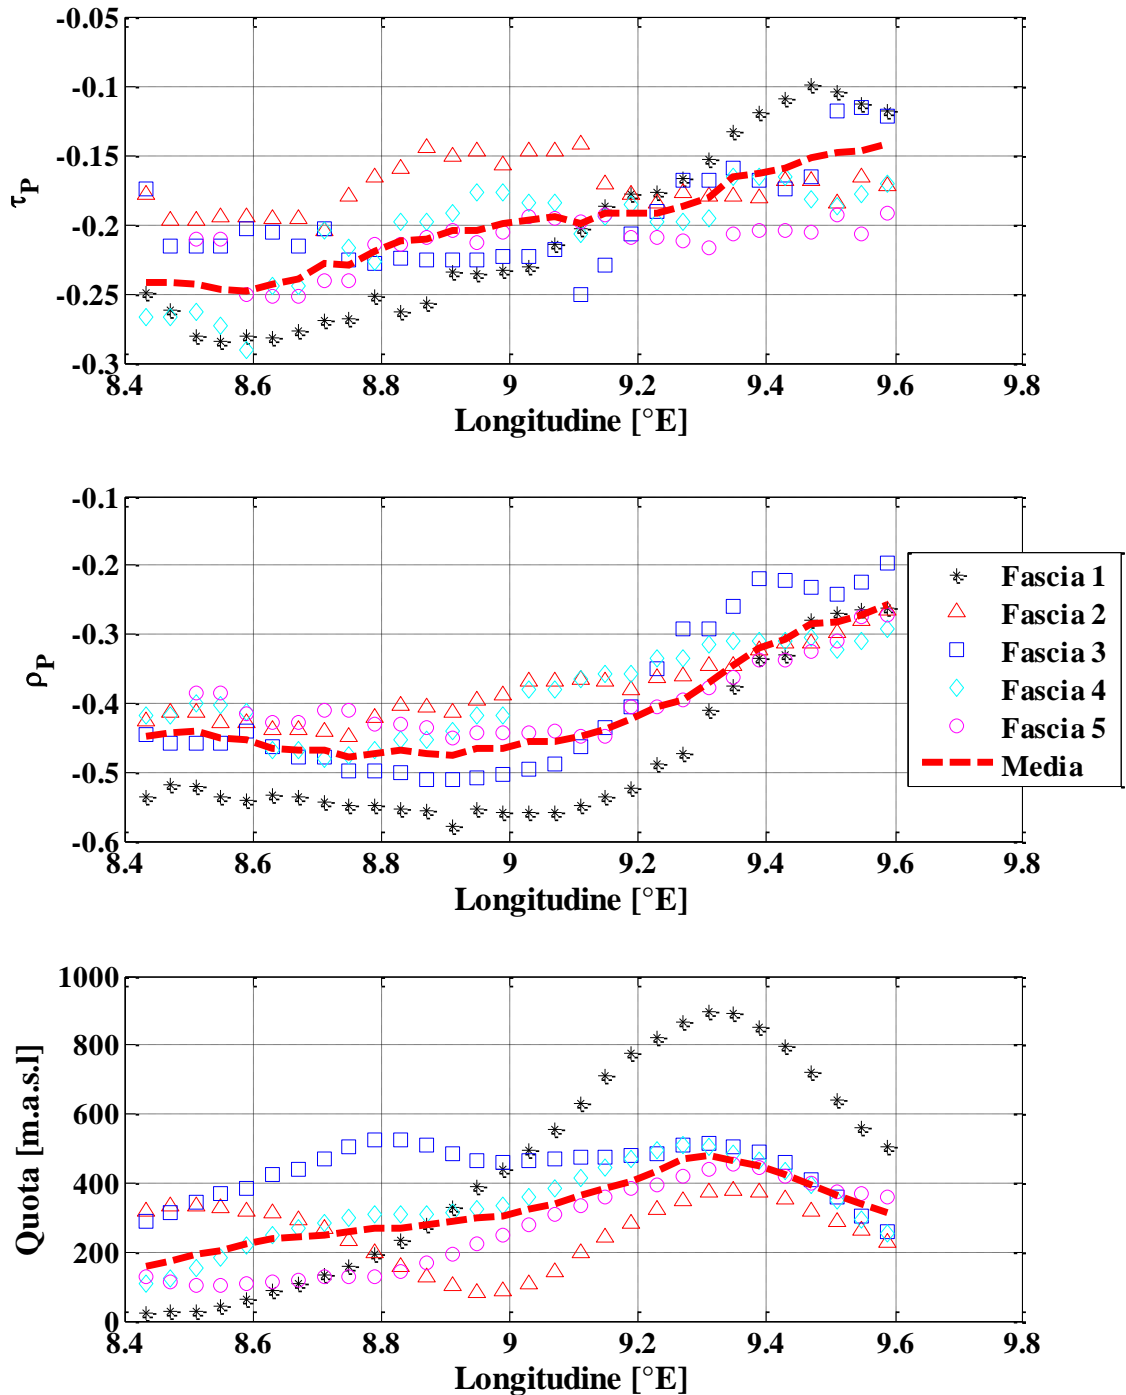 -0.05
-0.1
-0.15
-0.2
-0.25
-0.3
τP
8.4 8.6 8.8 9 9.2 9.4 9.6 9.8
Longitudine [°E]
-0.1
-0.2
-0.3
-0.4
-0.5
-0.6
ρP
8.4 8.6 8.8 9 9.2 9.4 9.6 9.8
Longitudine [°E]
Fascia 1
Fascia 2
Fascia 3
Fascia 4
Fascia 5
Media
1000
800
600
400
200
0
Quota [m.a.s.l]
8.4 8.6 8.8 9 9.2 9.4 9.6 9.8
Longitudine [°E]